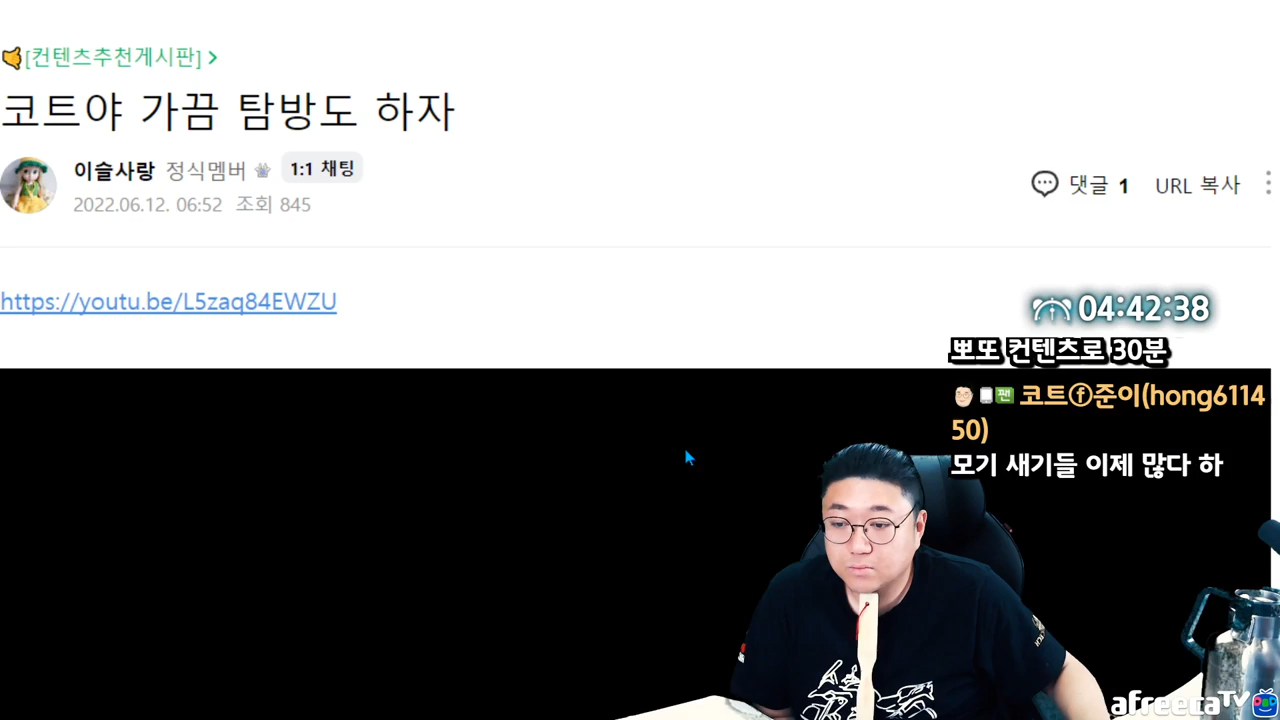 [컨텐츠추천게시판] >
코트야 가끔 탐방도 하자
이슬사랑 정식멤버 1:1 채팅
2022.06.12. 06:52 조회 845
댓글 1 URL 복사
https://youtu.be/L5zaq84EWZU
04:42:38
뽀또 컨텐츠로 30분
짠 코트ⓕ준이(hong6114
50)
모기 새기들 이제 많다 하
afreecaTV